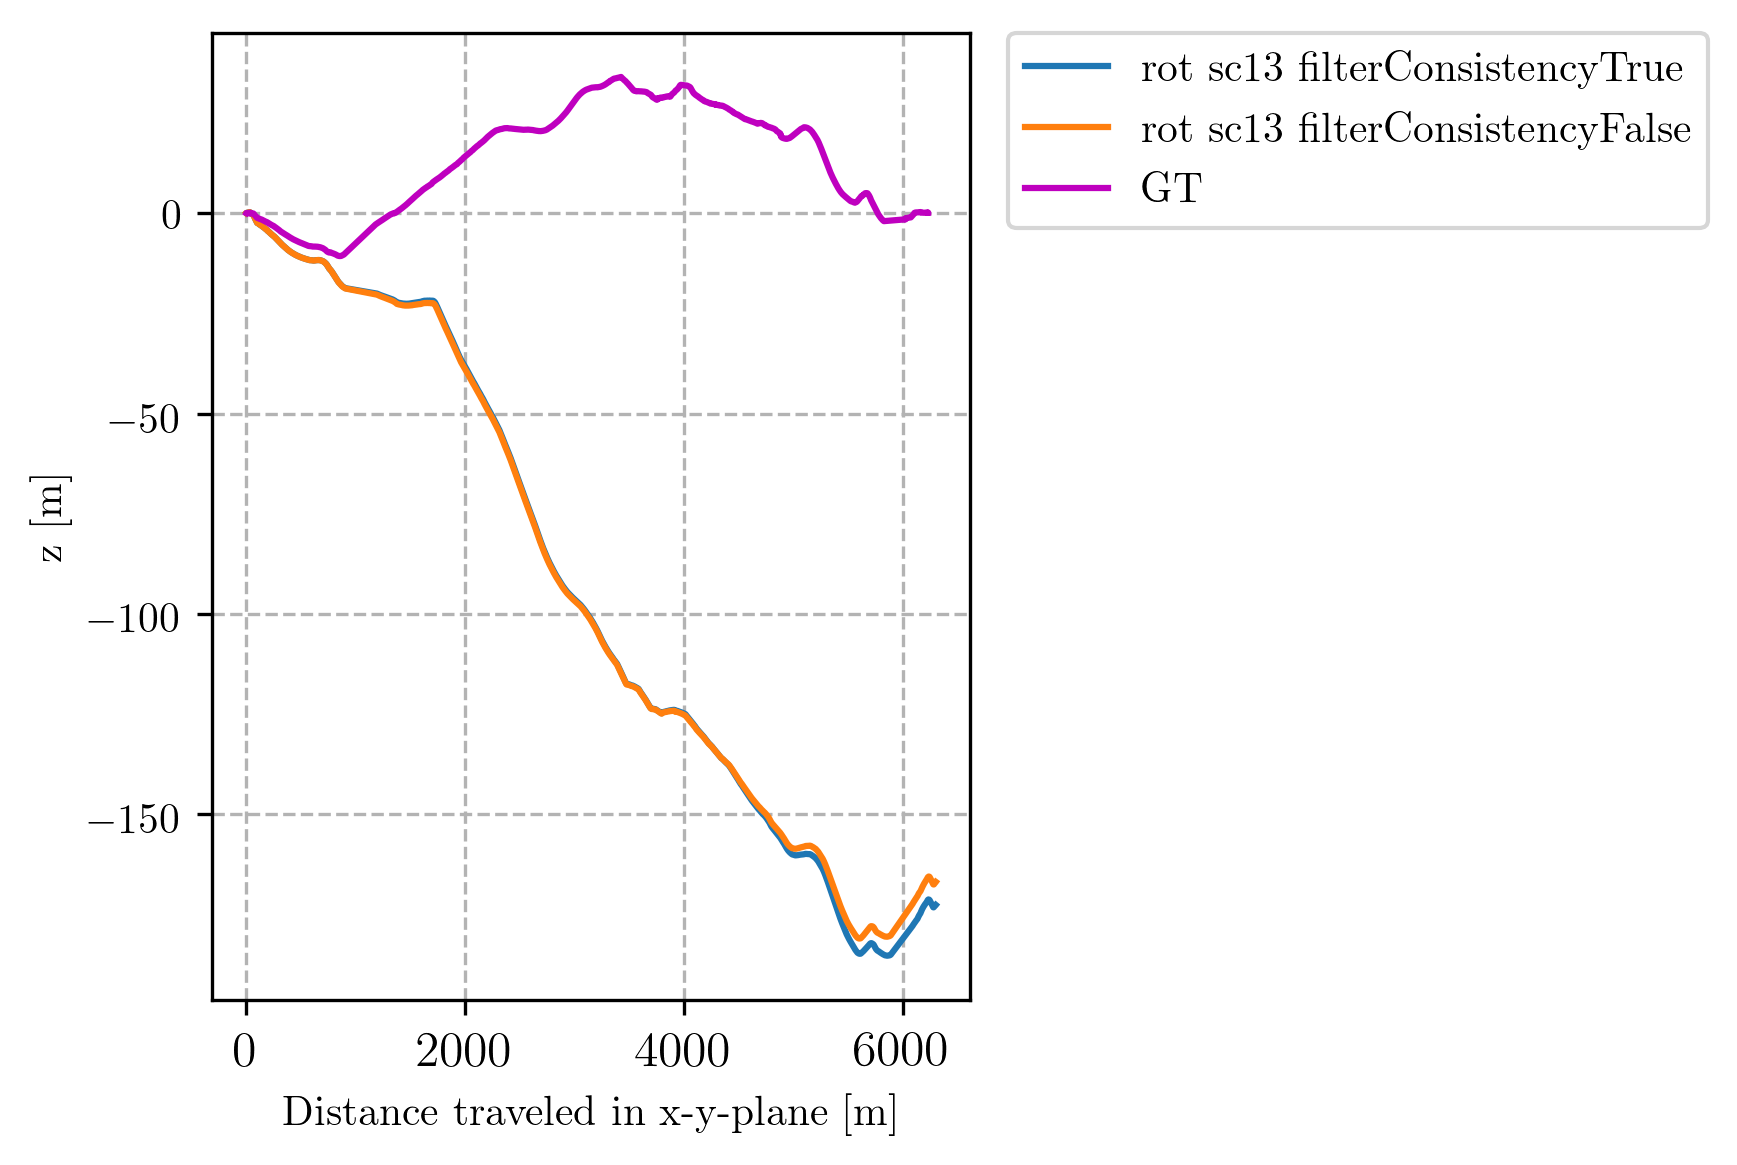 rot sc13 filterConsistencyTrue
rot sc13 filterConsistencyFalse
GT
0
−50
−100
−150
z [m]
0 2000 4000 6000
Distance traveled in x-y-plane [m]